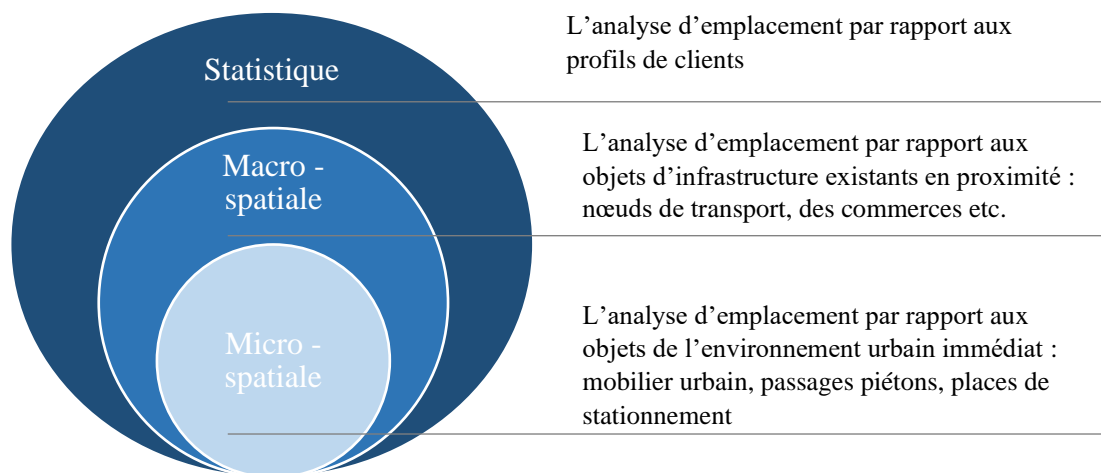 Statistique
L’analyse d’emplacement par rapport aux
profils de clients
Macro -
spatiale
L’analyse d’emplacement par rapport aux
objets d’infrastructure existants en proximité :
nœuds de transport, des commerces etc.
Micro -
spatiale
L’analyse d’emplacement par rapport aux
objets de l’environnement urbain immédiat :
mobilier urbain, passages piétons, places de
stationnement